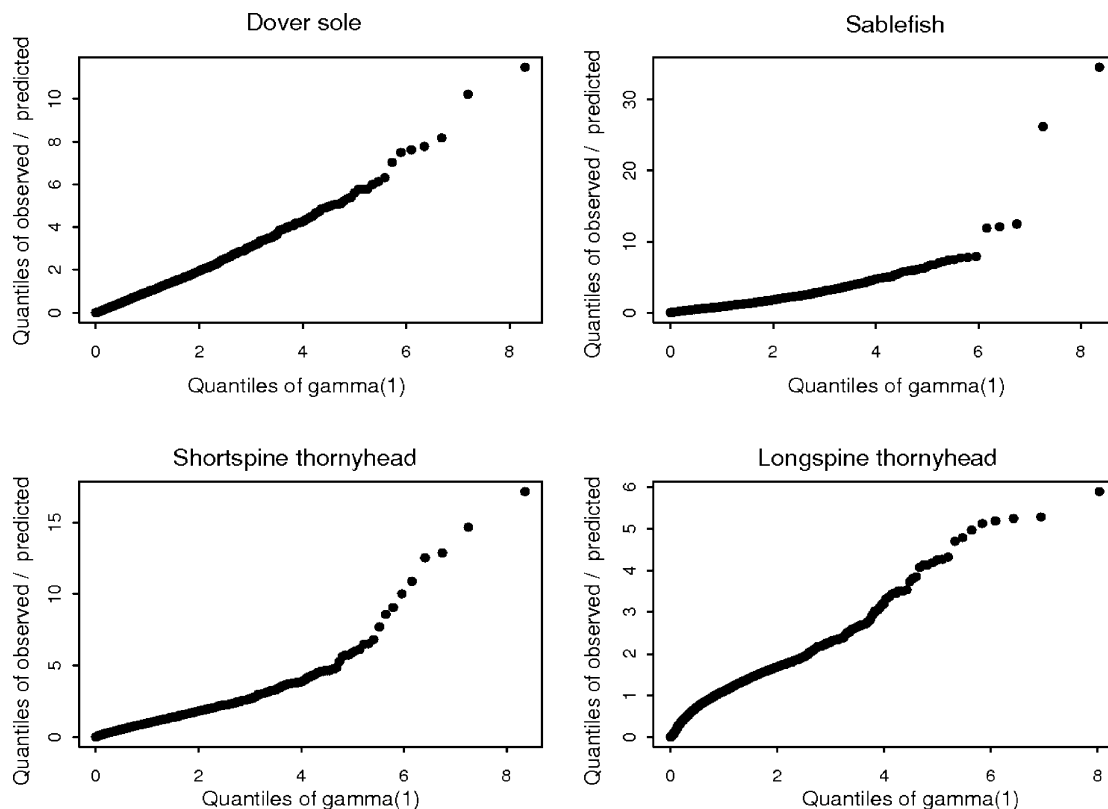 Dover sole
Quantiles of observed / predicted
10
8
6
4
2
0
0 2 4 6 8
Quantiles of gamma(1)
Sablefish
Quantiles of observed / predicted
30
20
10
0
0 2 4 6 8
Quantiles of gamma(1)
Shortspine thornyhead
Quantiles of observed / predicted
15
10
5
0
0 2 4 6 8
Quantiles of gamma(1)
Longspine thornyhead
Quantiles of observed / predicted
6
5
4
3
2
1
0
0 2 4 6 8
Quantiles of gamma(1)